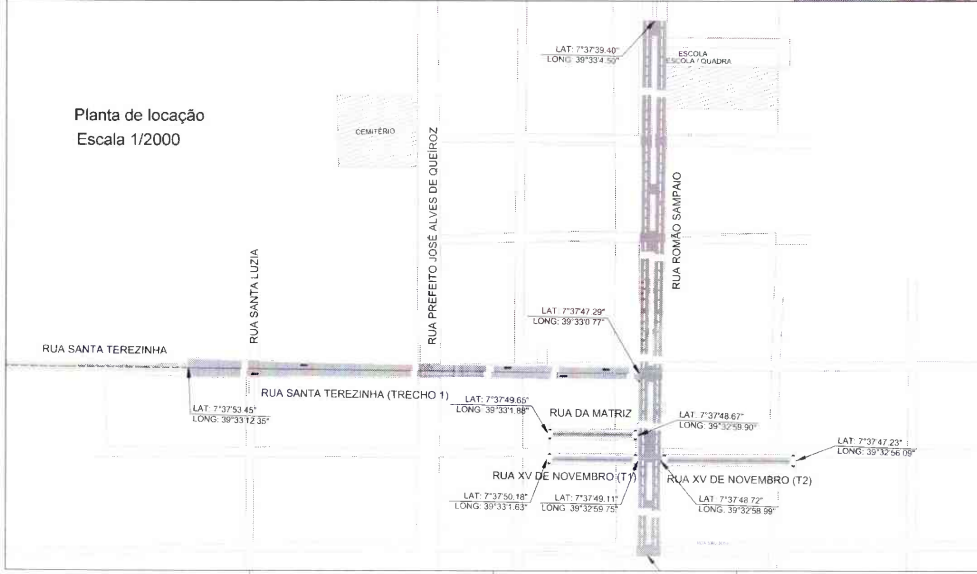 LAT: 7°37'39.40"
LONG: 39°33'4.50"
ESCOLA
ESCOLA / QUADRA
Planta de locação
Escala 1/2000
CEMITÉRIO
RUA PREFEITO JOSÉ ALVES DE QUEIROZ
RUA ROMÃO SAMPAIO
RUA SANTA LUZIA
LAT: 7°37'47.29"
LONG: 39°33'0.77"
RUA SANTA TEREZINHA
RUA SANTA TEREZINHA (TRECHO 1)
LAT: 7°37'53.45"
LONG: 39°33'12.35"
LAT: 7°37'49.65"
LONG: 39°33'1.88"
RUA DA MATRIZ
LAT: 7°37'48.67"
LONG: 39°32'59.90"
LAT: 7°37'47.23"
LONG: 39°32'56.09"
RUA XV DE NOVEMBRO (T1)
RUA XV DE NOVEMBRO (T2)
LAT: 7°37'50.18"
LONG: 39°33'1.63"
LAT: 7°37'49.11"
LONG: 39°32'59.75"
LAT: 7°37'48.72"
LONG: 39°32'58.99"